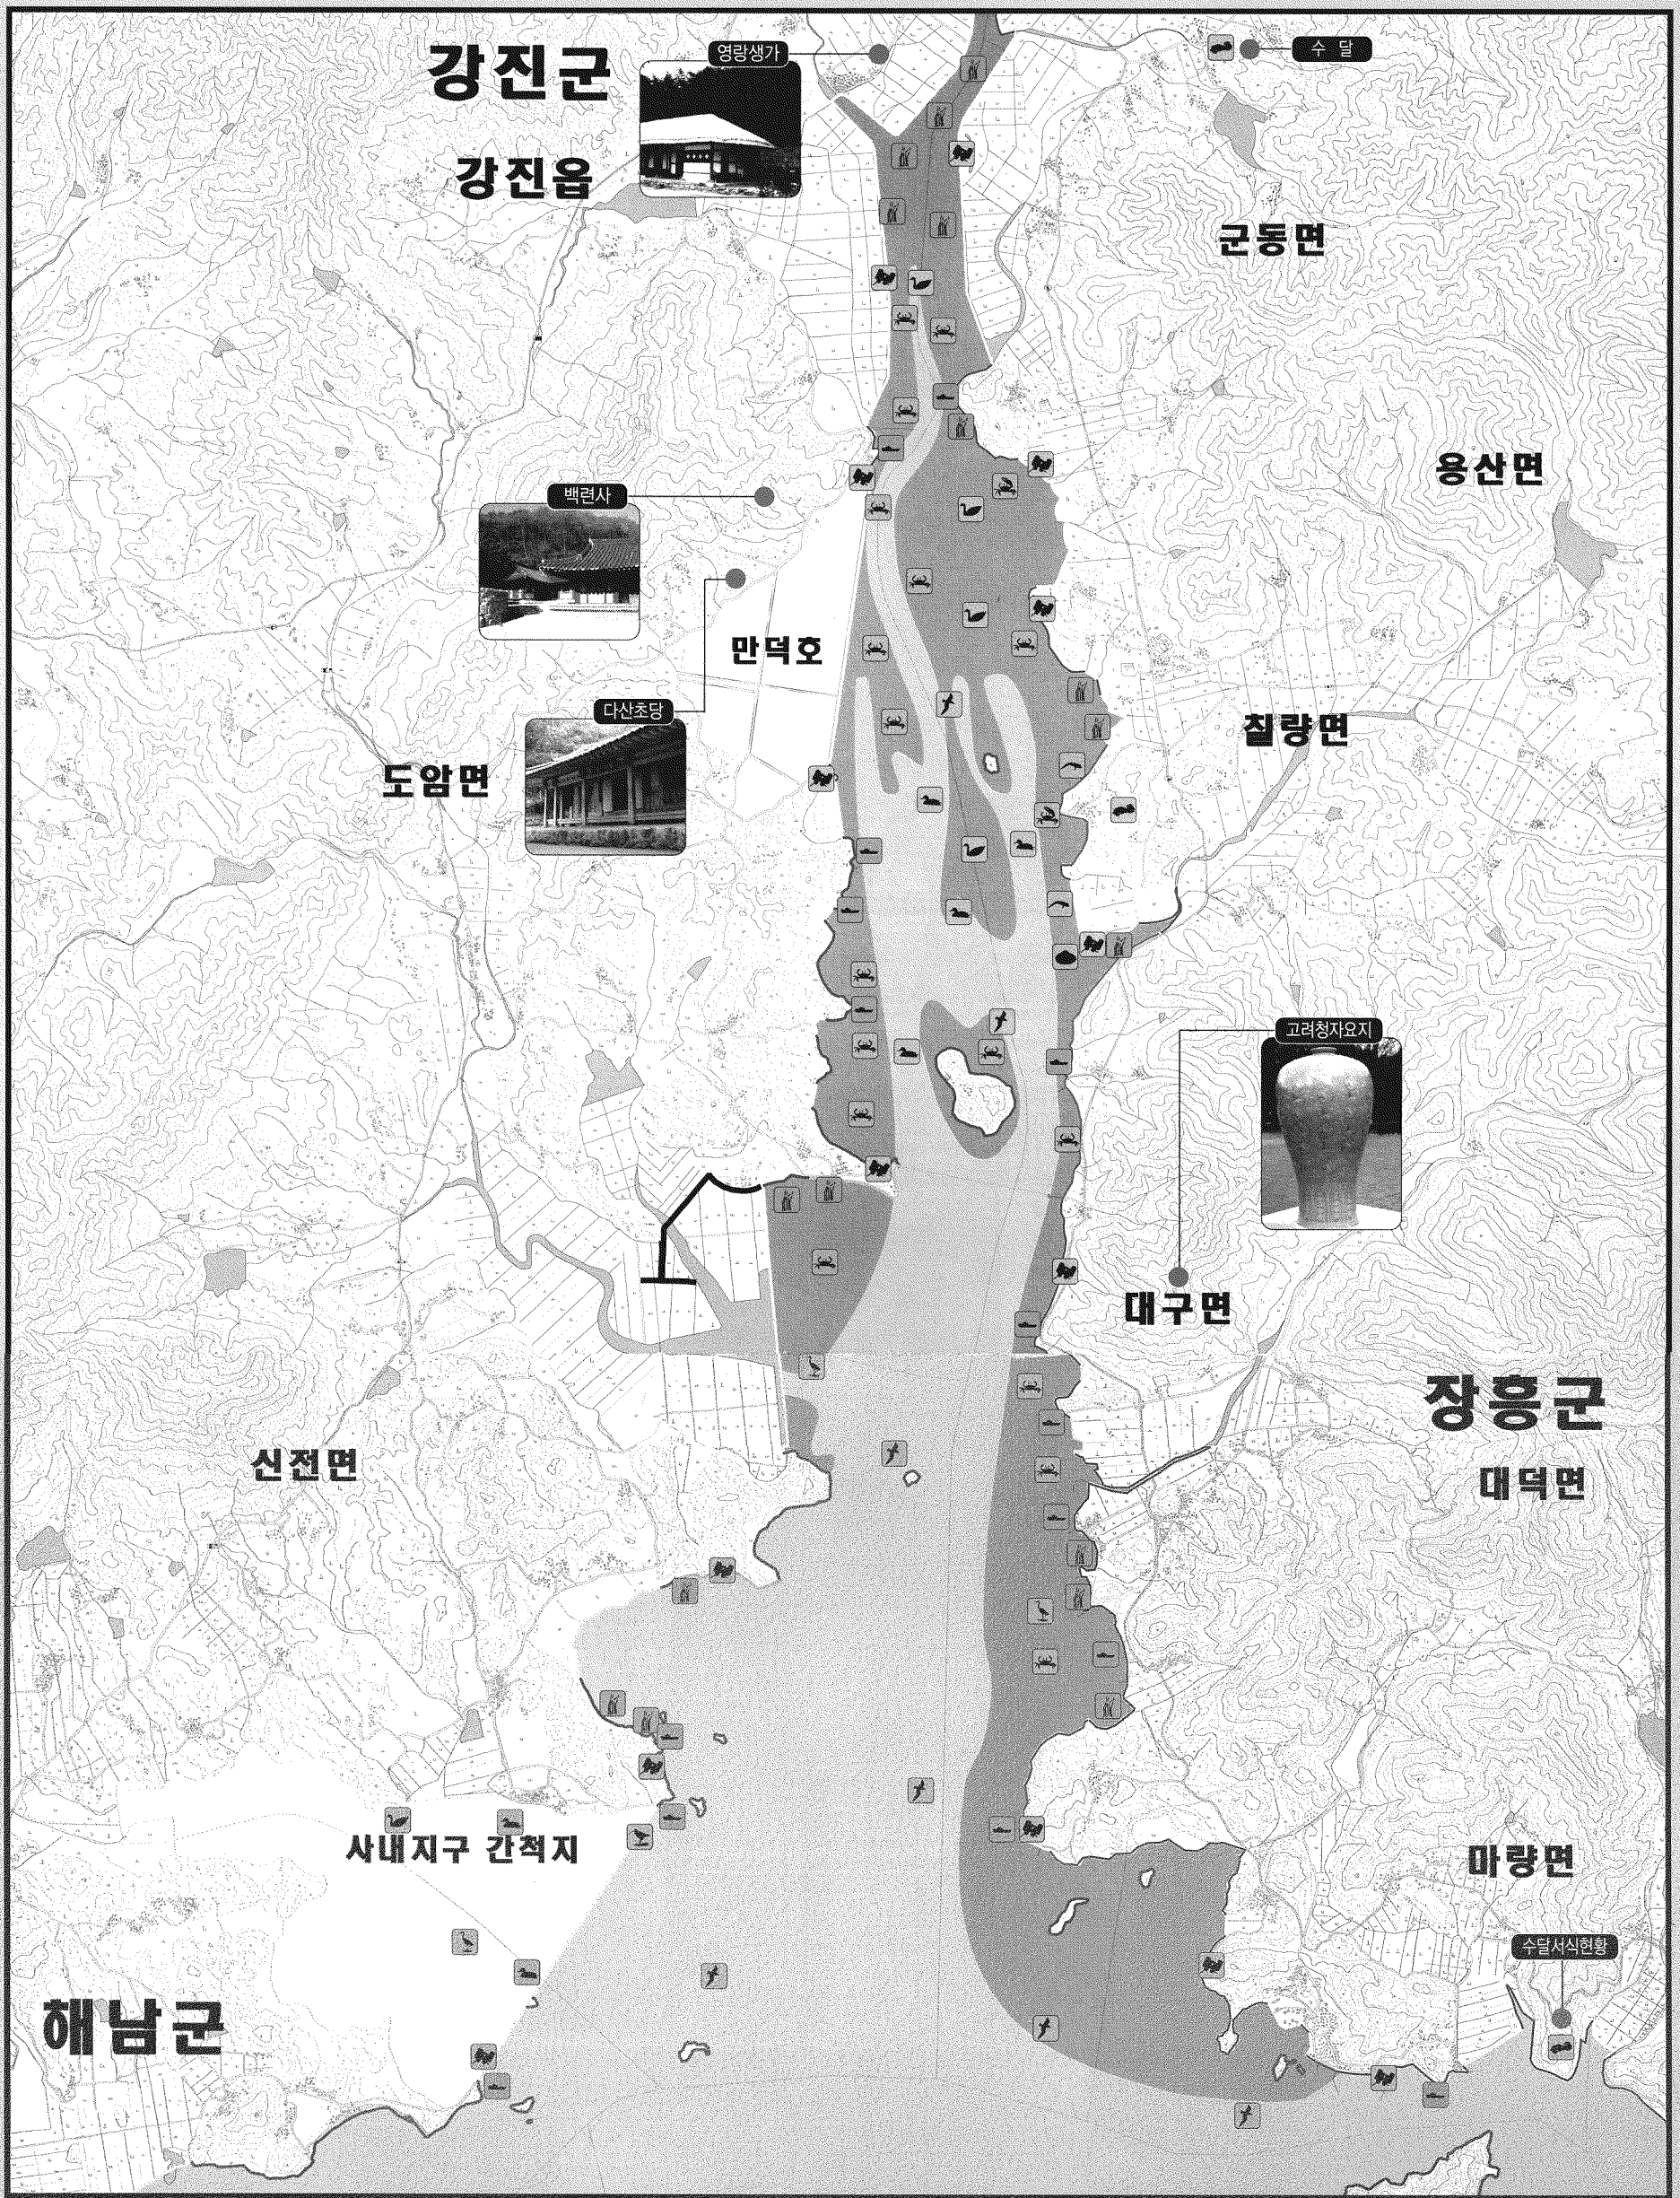 강진군
영랑생가
수 달
강진읍
군동면
용산면
백련사
만덕호
다산초당
칠량면
도암면
고려청자요지
대구면
장흥군
신전면
대덕면
사내지구 간척지
마량면
수달서식현황
해남군